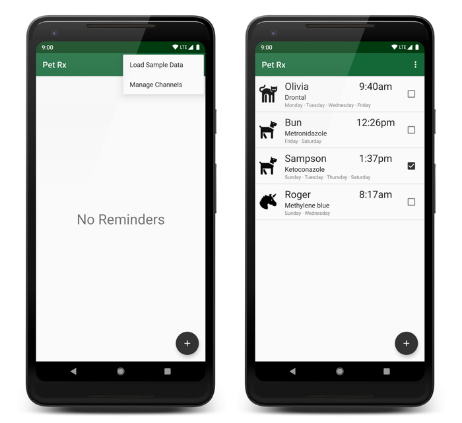 9:00
LTE
Pet Rx
Load Sample Data
Manage Channels
No Reminders
+
9:00
LTE
Pet Rx
Olivia 9:40am
Drontal
Monday · Tuesday · Wednesday · Friday
Bun 12:26pm
Metronidazole
Friday · Saturday
Sampson 1:37pm
Ketoconazole
Sunday · Tuesday · Thursday · Saturday
Roger 8:17am
Methylene blue
Sunday · Wednesday
+